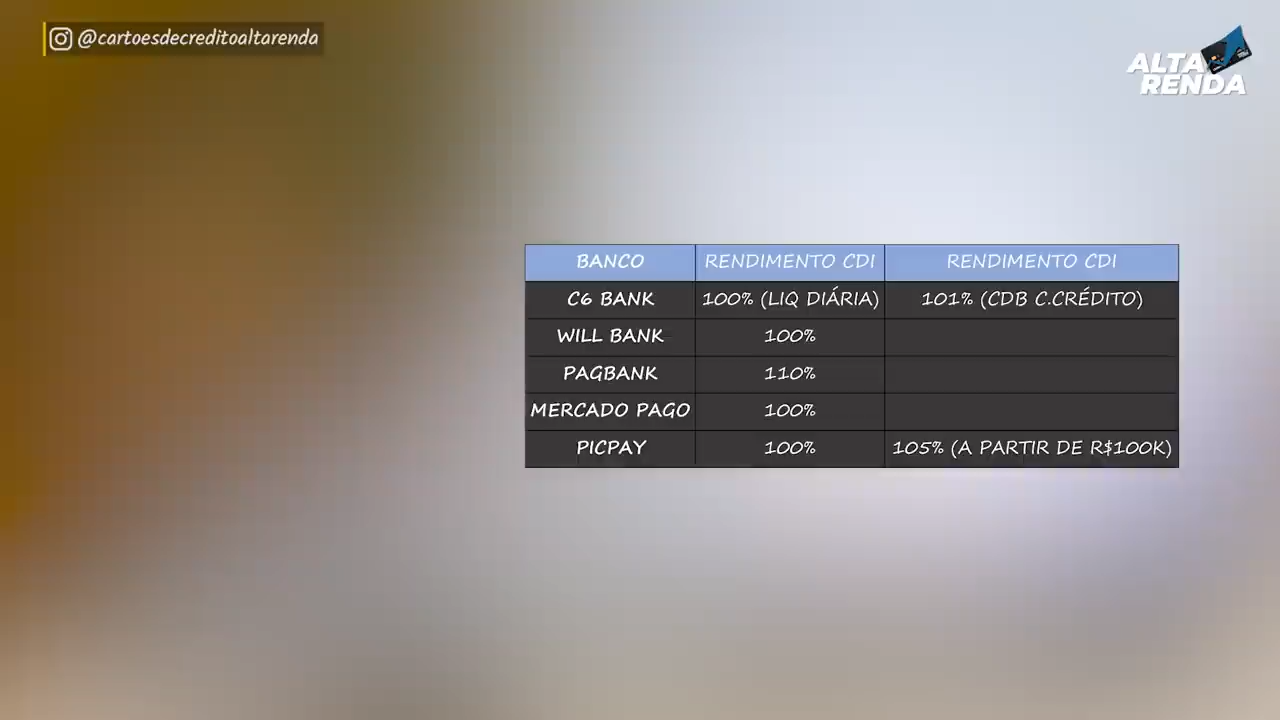 @cartoesdecreditoaltarenda
ALTA
RENDA
BANCO RENDIMENTO CDI RENDIMENTO CDI
C6 BANK 100% (LIQ DIÁRIA) 101% (CDB C.CRÉDITO)
WILL BANK 100%
PAGBANK 110%
MERCADO PAGO 100%
PICPAY 100% 105% (A PARTIR DE R$100K)